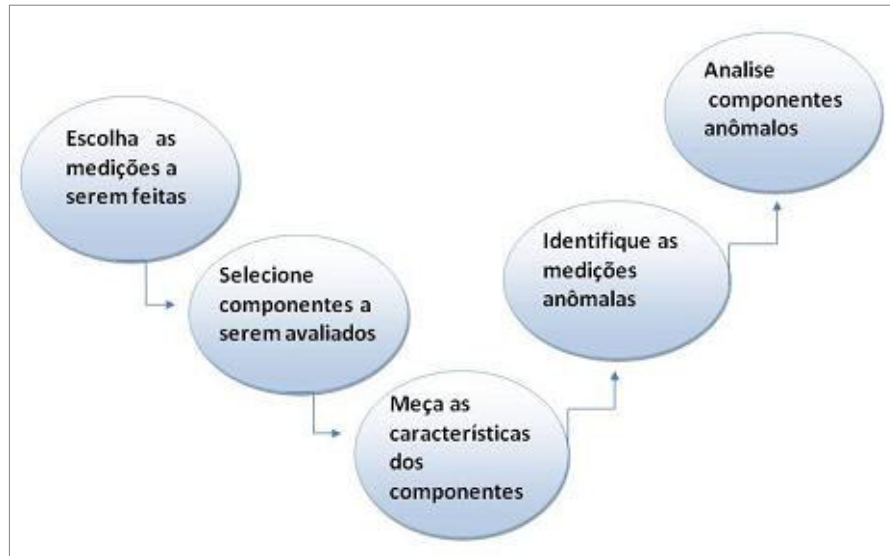 Escolha as
medições a
serem feitas
Selecione
componentes a
serem avaliados
Meça as
características
dos
componentes
Identifique as
medições
anômalas
Analise
componentes
anômalos